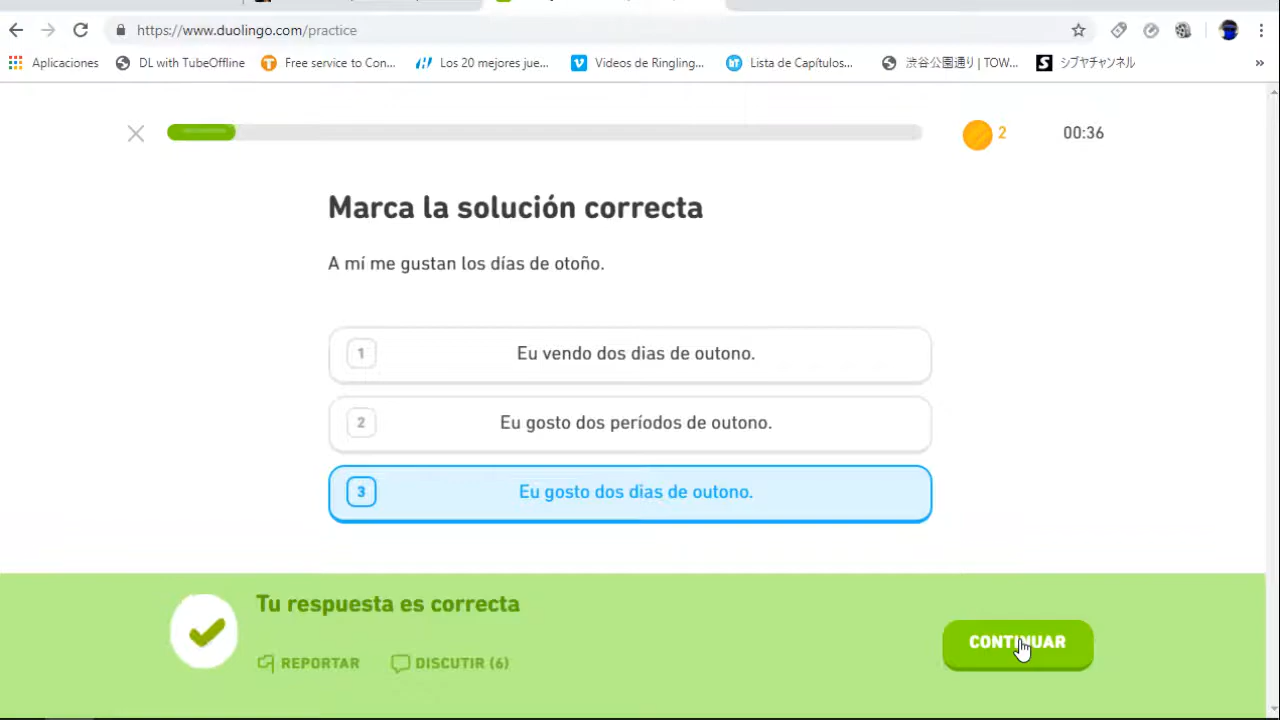 https://www.duolingo.com/practice
Aplicaciones DL with TubeOffline Free service to Con... Los 20 mejores jue... Videos de Ringling... Lista de Capítulos... 渋谷公園通り | TOW... シブヤチャンネル »
2 00:36
Marca la solución correcta
A mí me gustan los días de otoño.
1 Eu vendo dos dias de outono.
2 Eu gosto dos períodos de outono.
3 Eu gosto dos dias de outono.
Tu respuesta es correcta
CONTINUAR
REPORTAR DISCUTIR (6)